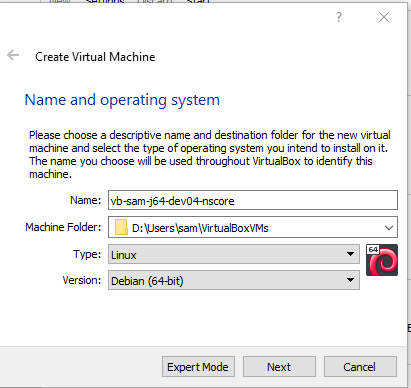 New Settings Discard Start
?
Create Virtual Machine
Name and operating system
Please choose a descriptive name and destination folder for the new virtual
machine and select the type of operating system you intend to install on it.
The name you choose will be used throughout VirtualBox to identify this
machine.
Name: vb-sam-j64-dev04-nscore
Machine Folder: D:\Users\sam\VirtualBoxVMs
Type: Linux
64
Version: Debian (64-bit)
Expert Mode Next Cancel